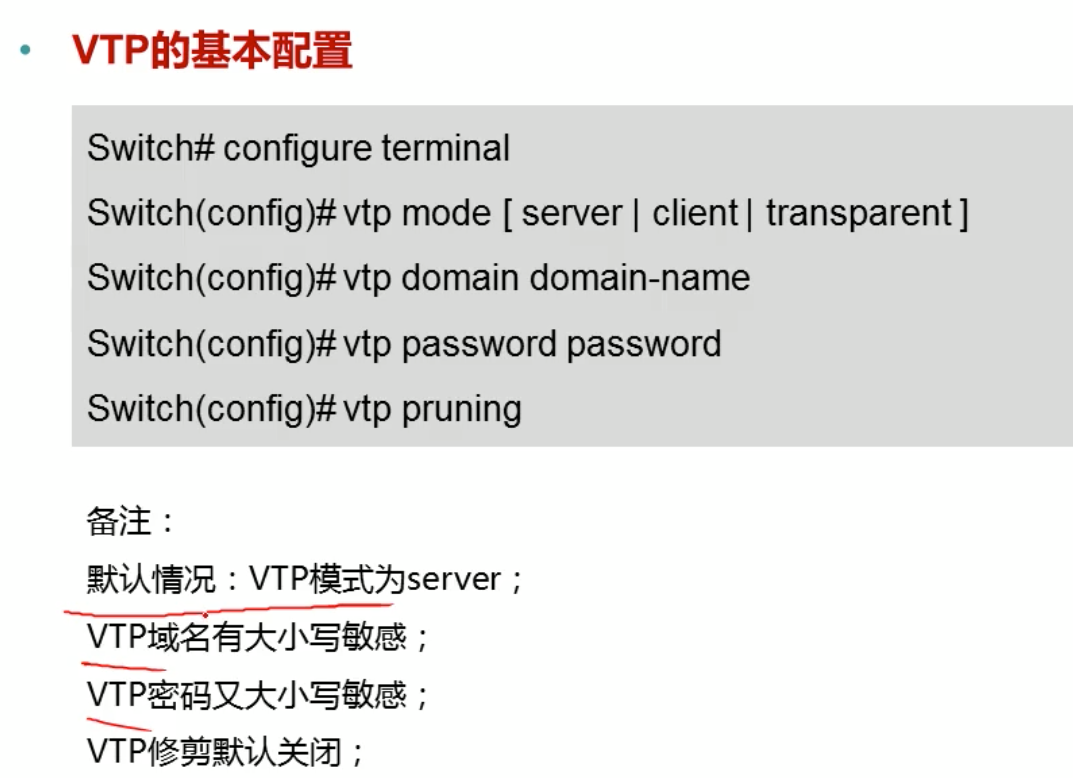 VTP的基本配置
Switch# configure terminal
Switch(config)# vtp mode [ server | client | transparent ]
Switch(config)# vtp domain domain-name
Switch(config)# vtp password password
Switch(config)# vtp pruning
备注：
默认情况：VTP模式为server；
VTP域名有大小写敏感；
VTP密码又大小写敏感；
VTP修剪默认关闭；